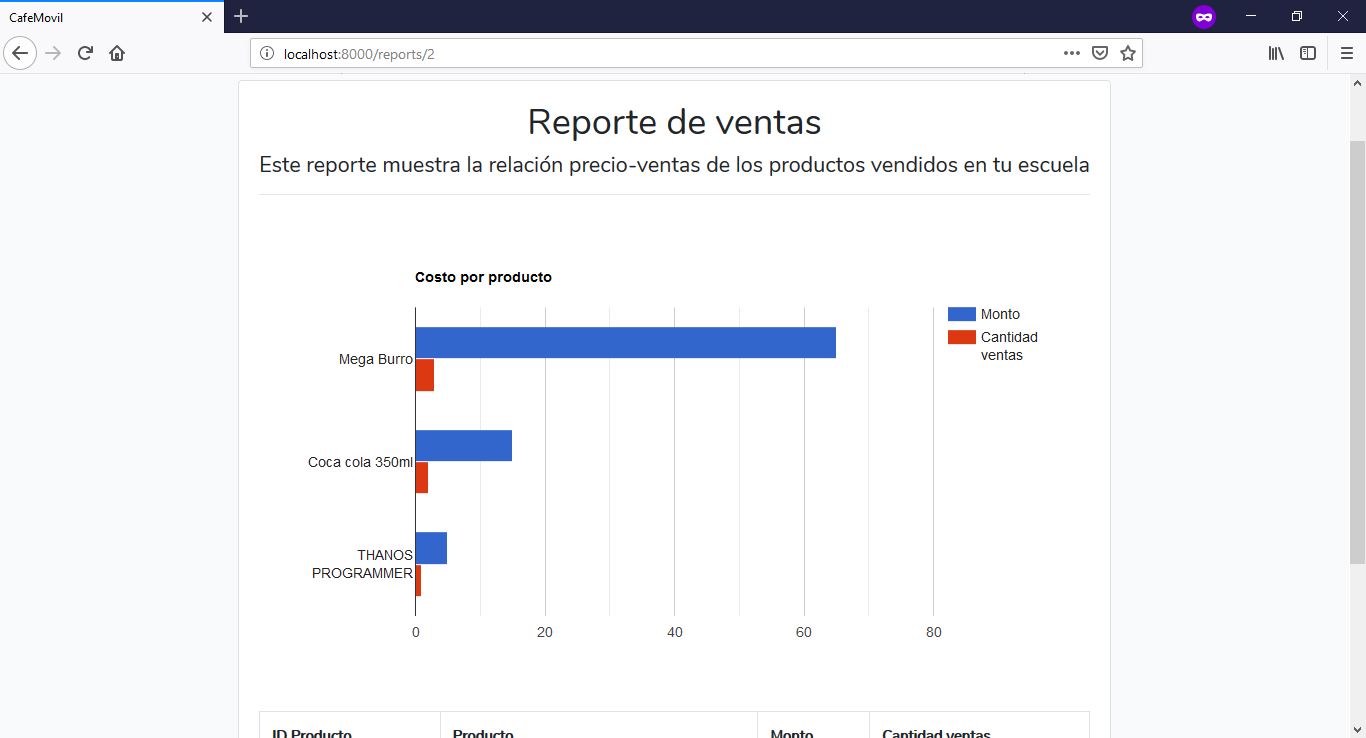 CafeMovil
localhost:8000/reports/2
Reporte de ventas
Este reporte muestra la relación precio-ventas de los productos vendidos en tu escuela
Costo por producto
Monto
Cantidad
ventas
Mega Burro
Coca cola 350ml
THANOS
PROGRAMMER
0 20 40 60 80
ID Producto Producto Monto Cantidad ventas